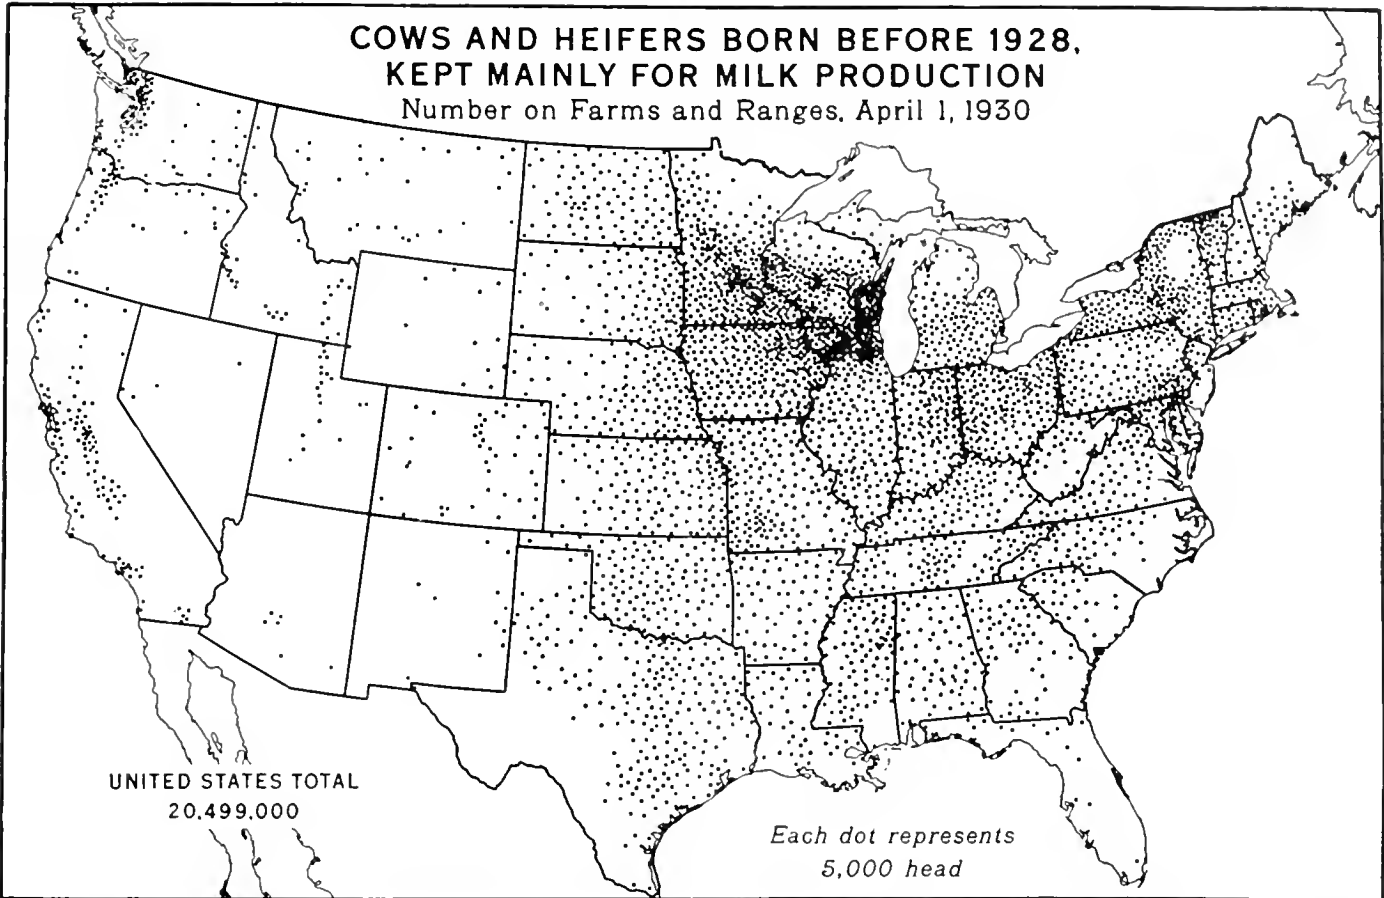 COWS AND HEIFERS BORN BEFORE 1928,
KEPT MAINLY FOR MILK PRODUCTION
Number on Farms and Ranges, April 1, 1930
UNITED STATES TOTAL
20,499,000
Each dot represents
5,000 head